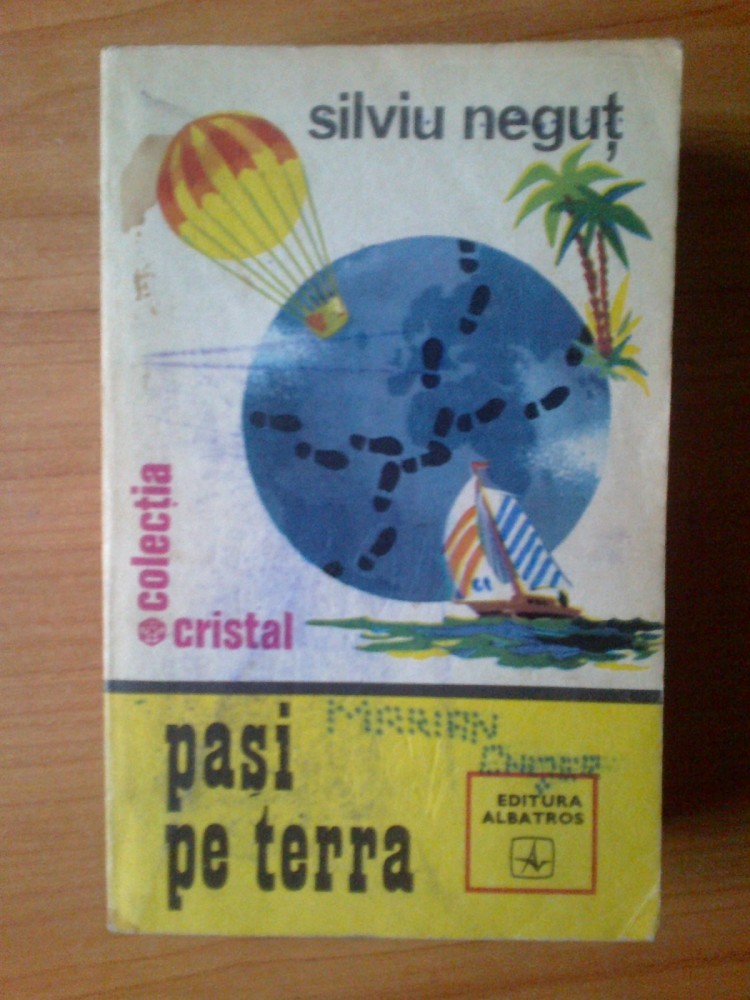 silviu neguț
colecția
cristal
pași
pe terra
MARIAN
EDITURA
ALBATROS